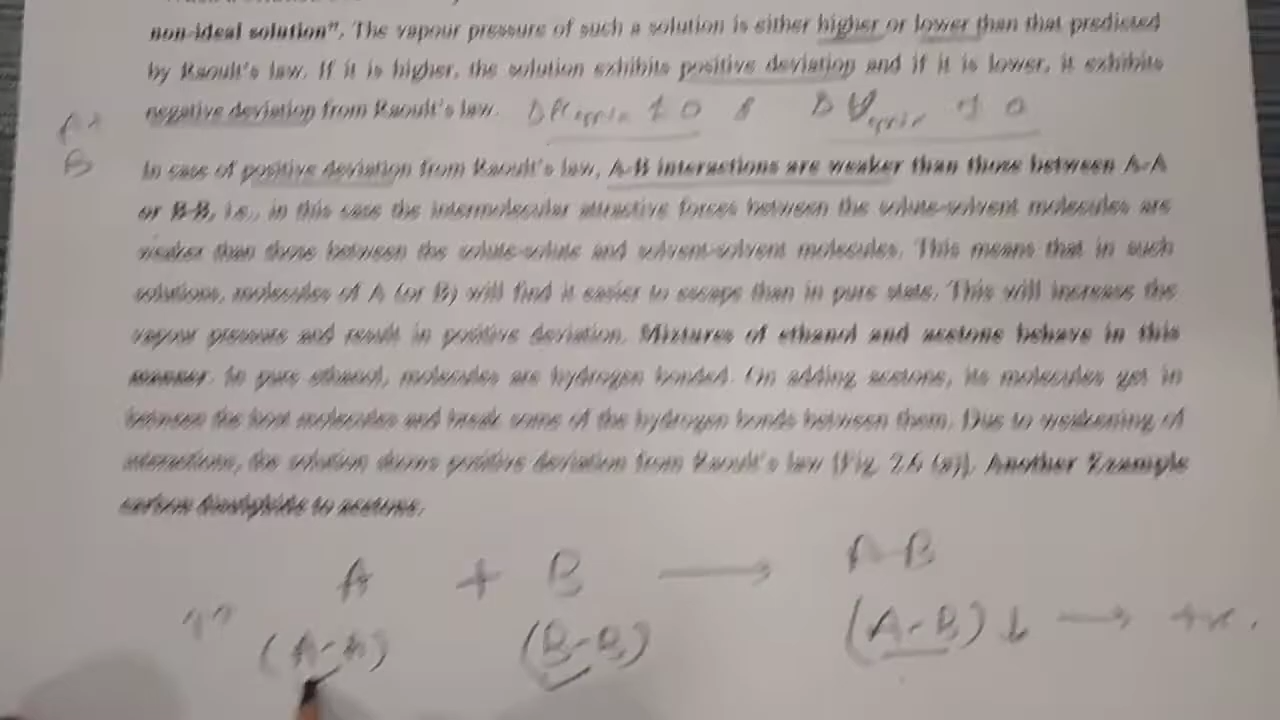 non-ideal solution". The vapour pressure of such a solution is either higher or lower than that predicted
by Raoult's law. If it is higher, the solution exhibits positive deviation and if it is lower, it exhibits
negative deviation from Raoult's law. ΔH ≠ 0 & ΔV ≠ 0
A
B
In case of positive deviation from Raoult's law, A-B interactions are weaker than those between A-A
or B-B, i.e., in this case the intermolecular attractive forces between the solute-solvent molecules are
weaker than those between the solute-solute and solvent-solvent molecules. This means that in such
solutions, molecules of A (or B) will find it easier to escape than in pure state. This will increase the
vapour pressure and result in positive deviation. Mixtures of ethanol and acetone behave in this
manner. In pure ethanol, molecules are hydrogen bonded. On adding acetone, its molecules get in
between the host molecules and break some of the hydrogen bonds between them. Due to weakening of
interactions, the solution shows positive deviation from Raoult's law [Fig. 2.6 (a)]. Another Example
carbon disulphide to acetone.
A + B → A-B
(A-A) (B-B) (A-B) ↓ → +ve.